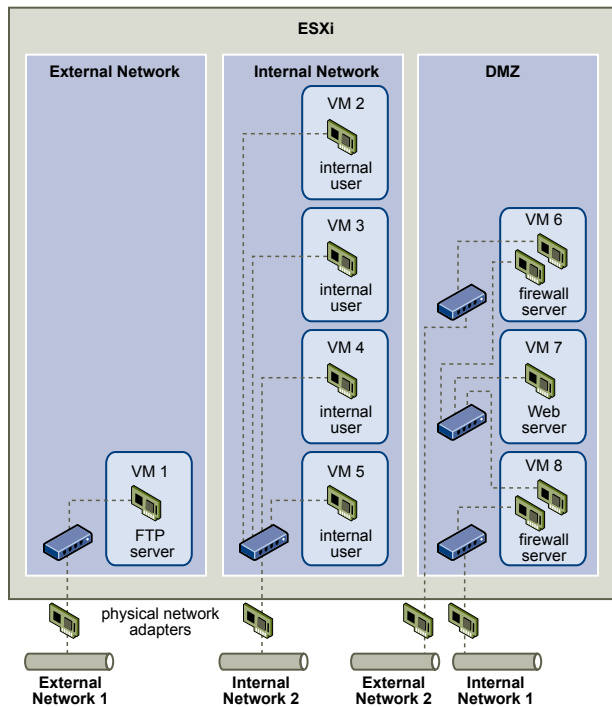 ESXi
External Network
Internal Network
DMZ
VM 2
internal
user
VM 3
internal
user
VM 4
internal
user
VM 5
internal
user
VM 1
FTP
server
VM 6
firewall
server
VM 7
Web
server
VM 8
firewall
server
physical network
adapters
External
Network 1
Internal
Network 2
External
Network 2
Internal
Network 1